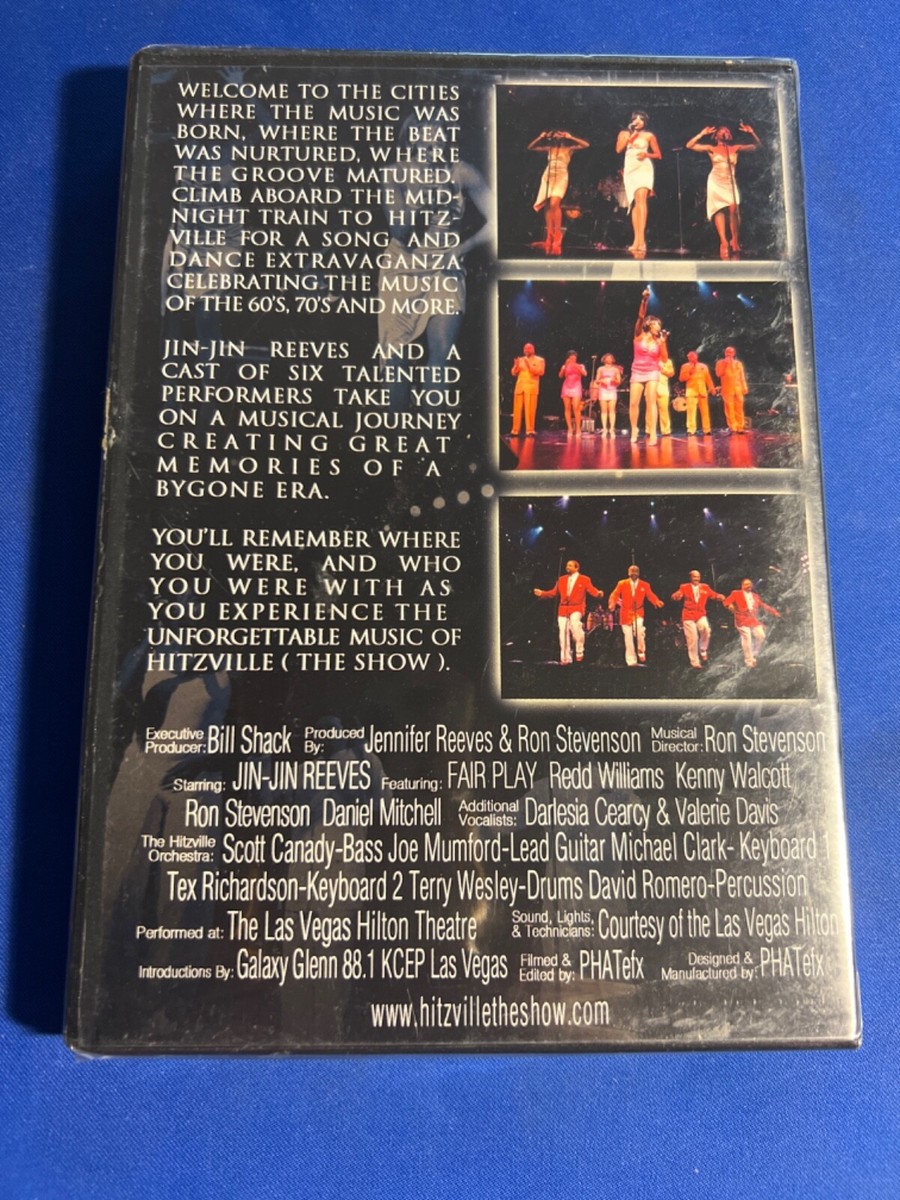 WELCOME TO THE CITIES
WHERE THE MUSIC WAS
BORN, WHERE THE BEAT
WAS NURTURED, WHERE
THE GROOVE MATURED.
CLIMB ABOARD THE MID-
NIGHT TRAIN TO HITZ-
VILLE FOR A SONG AND
DANCE EXTRAVAGANZA
CELEBRATING THE MUSIC
OF THE 60'S, 70'S AND MORE.
JIN-JIN REEVES AND A
CAST OF SIX TALENTED
PERFORMERS TAKE YOU
ON A MUSICAL JOURNEY
CREATING GREAT
MEMORIES OF A
BYGONE ERA.
YOU'LL REMEMBER WHERE
YOU WERE, AND WHO
YOU WERE WITH AS
YOU EXPERIENCE THE
UNFORGETTABLE MUSIC OF
HITZVILLE ( THE SHOW ).
Executive Producer: Bill Shack Produced By: Jennifer Reeves & Ron Stevenson Musical Director: Ron Stevenson
Starring: JIN-JIN REEVES Featuring: FAIR PLAY Redd Williams Kenny Walcott
Ron Stevenson Daniel Mitchell Additional Vocalists: Darlesia Cearcy & Valerie Davis
The Hitzville Orchestra: Scott Canady-Bass Joe Mumford-Lead Guitar Michael Clark- Keyboard 1
Tex Richardson-Keyboard 2 Terry Wesley-Drums David Romero-Percussion
Performed at: The Las Vegas Hilton Theatre Sound, Lights, & Technicians: Courtesy of the Las Vegas Hilton
Introductions By: Galaxy Glenn 88.1 KCEP Las Vegas Filmed & Edited by: PHATefx Designed & Manufactured by: PHATefx
www.hitzvilletheshow.com